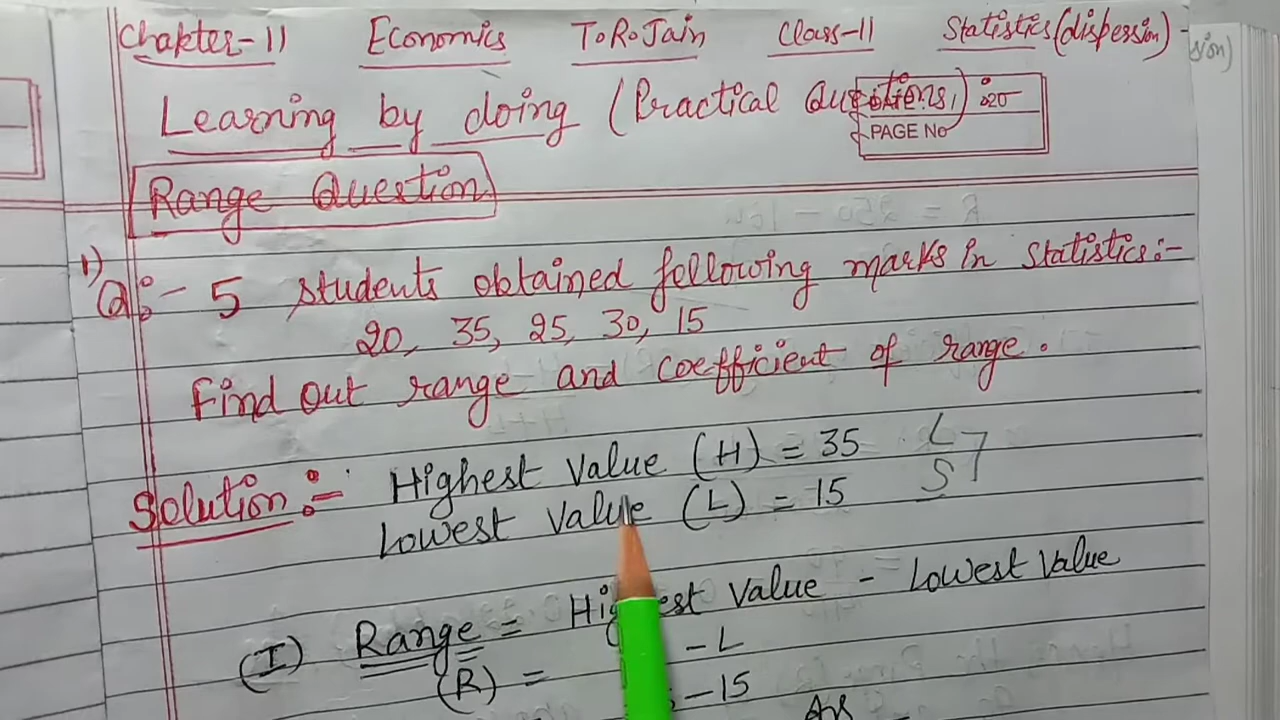 Chapter-11 Economics T.R.Jain Class-11 Statistics(dispersion)-
sion)
Learning by doing (Practical Questions)
PAGE No
Range Question
1) Q:- 5 students obtained following marks in statistics:-
20, 35, 25, 30, 15
Find out range and coefficient of range.
Solution:- Highest Value (H) = 35 L
Lowest Value (L) = 15 S
(I) Range = Highest Value - Lowest Value
(R) = - L
-15
Ans